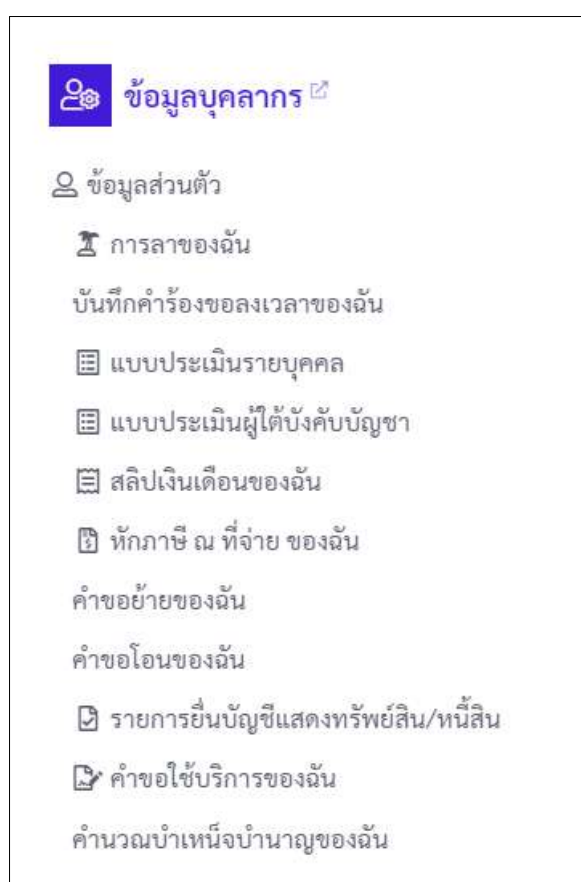 ข้อมูลบุคลากร
ข้อมูลส่วนตัว
การลาของฉัน
บันทึกคำร้องขอลงเวลาของฉัน
แบบประเมินรายบุคคล
แบบประเมินผู้ใต้บังคับบัญชา
สลิปเงินเดือนของฉัน
หักภาษี ณ ที่จ่าย ของฉัน
คำขอย้ายของฉัน
คำขอโอนของฉัน
รายการยื่นบัญชีแสดงทรัพย์สิน/หนี้สิน
คำขอใช้บริการของฉัน
คำนวณบำเหน็จบำนาญของฉัน